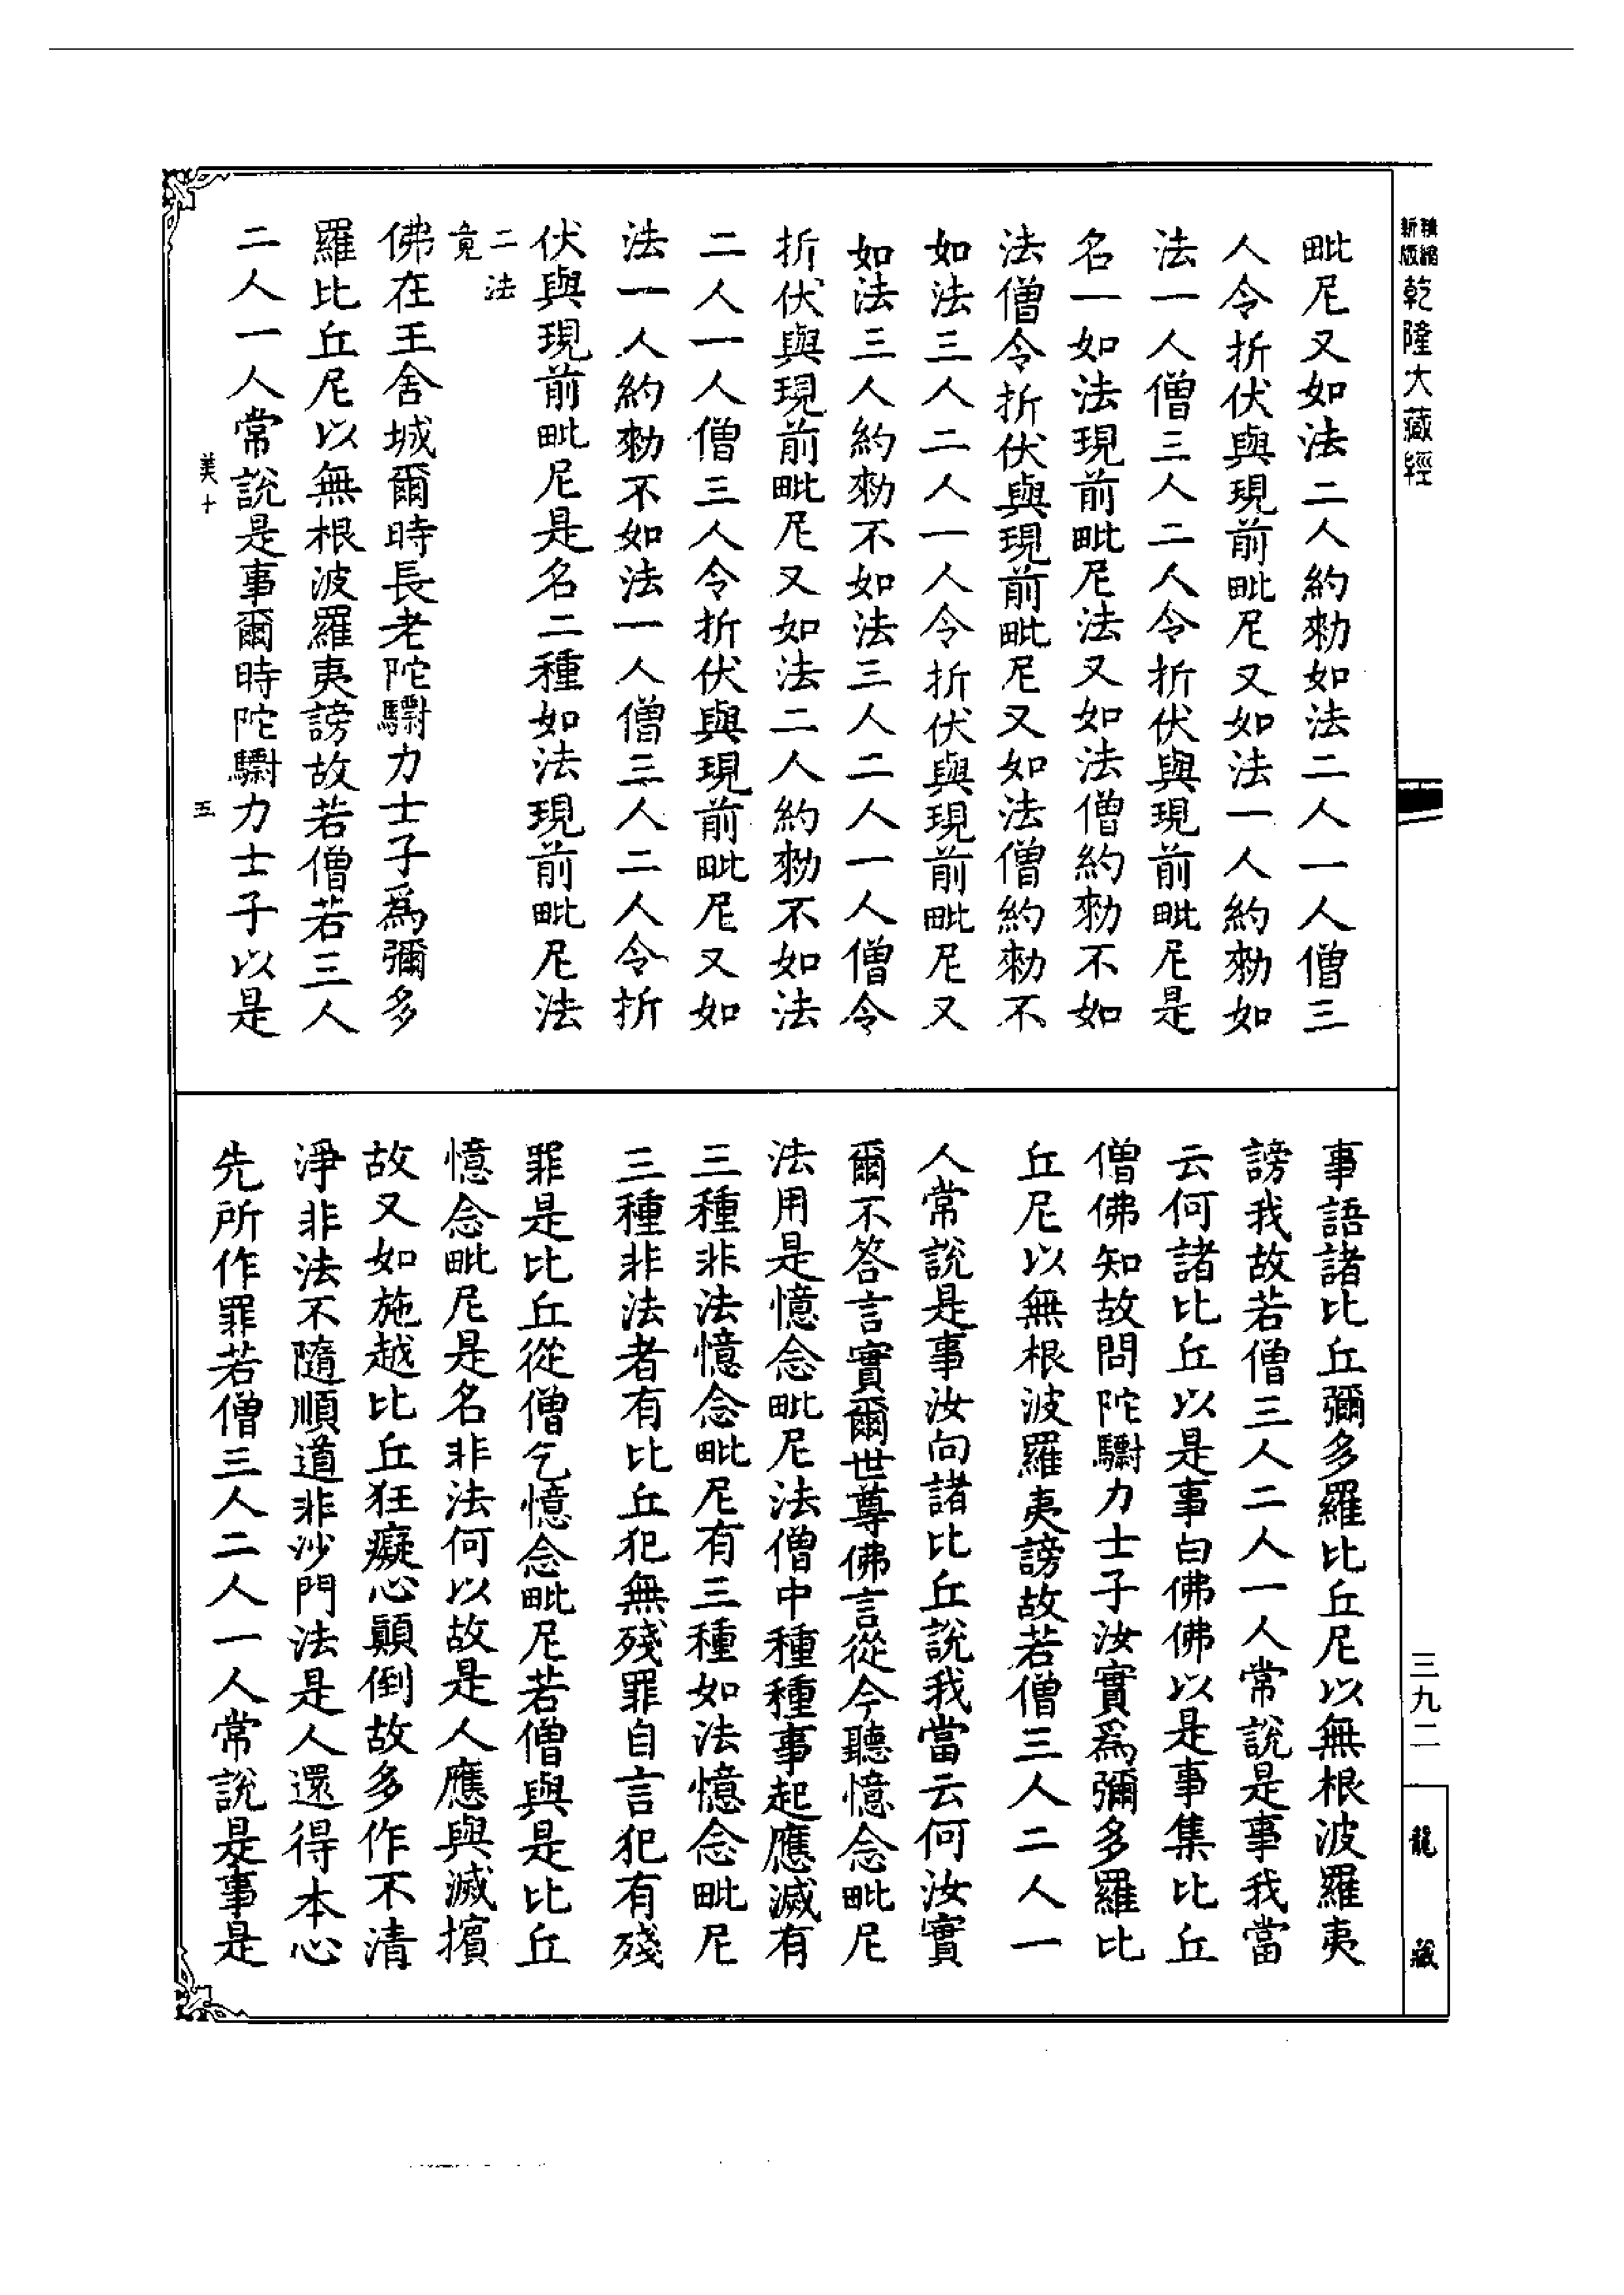 精縮新版乾隆大藏經
毗尼又如法二人約勑如法二人一人僧三
人令折伏與現前毗尼又如法一人約勑如
法一人僧三人二人令折伏與現前毗尼是
名一如法現前毗尼法又如法僧約勑不如
法僧令折伏與現前毗尼又如法僧約勑不
如法三人二人一人令折伏與現前毗尼又
如法三人約勑不如法三人二人一人僧令
折伏與現前毗尼又如法二人約勑不如法
二人一人僧三人令折伏與現前毗尼又如
法一人約勑不如法一人僧三人二人令折
伏與現前毗尼是名二種如法現前毗尼法
二法
竟
佛在王舍城爾時長老陀驪力士子爲彌多
羅比丘尼以無根波羅夷謗故若僧若三人
二人一人常說是事爾時陀驪力士子以是
美十 五
事語諸比丘彌多羅比丘尼以無根波羅夷
謗我故若僧三人二人一人常說是事我當
云何諸比丘以是事白佛佛以是事集比丘
僧佛知故問陀驪力士子汝實爲彌多羅比
丘尼以無根波羅夷謗故若僧三人二人一
人常說是事汝向諸比丘說我當云何汝實
爾不答言實爾世尊佛言從今聽憶念毗尼
法用是憶念毗尼法僧中種種事起應滅有
三種非法憶念毗尼有三種如法憶念毗尼
三種非法者有比丘犯無殘罪自言犯有殘
罪是比丘從僧乞憶念毗尼若僧與是比丘
憶念毗尼是名非法何以故是人應與滅擯
故又如施越比丘狂癡心顛倒故多作不清
淨非法不隨順道非沙門法是人還得本心
先所作罪若僧三人二人一人常說是事是
三九二
龍藏